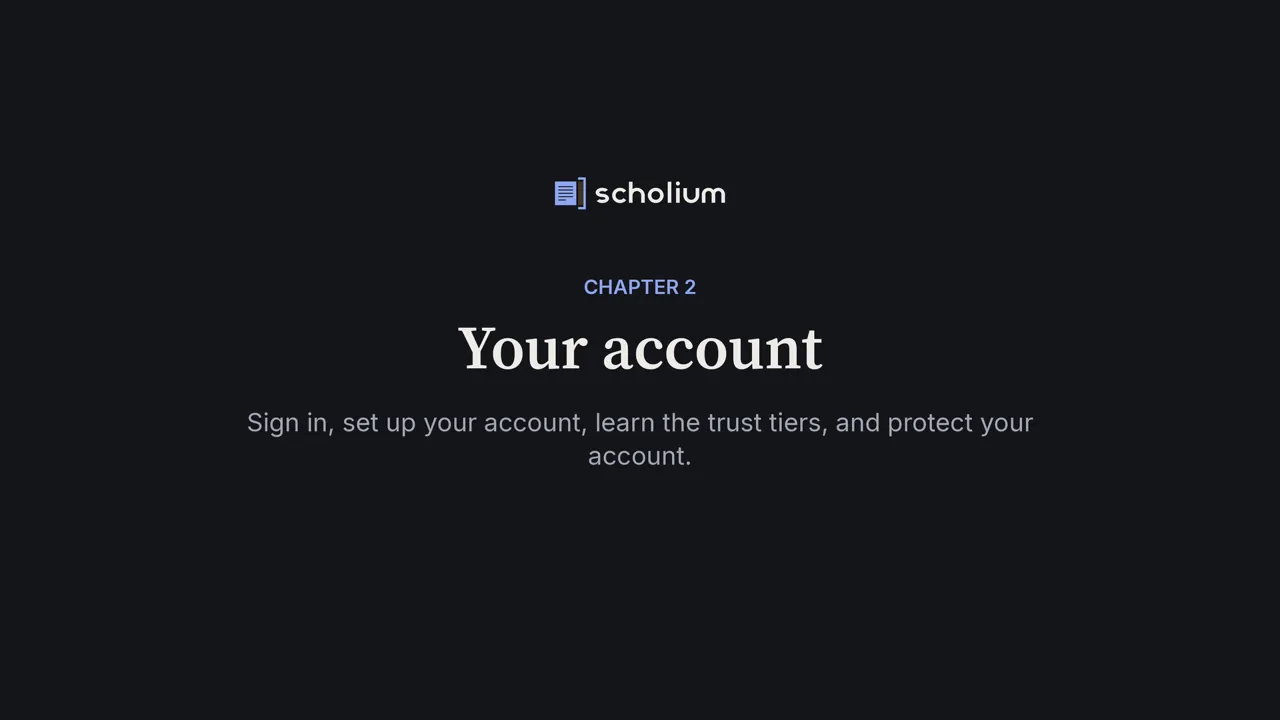 scholium
CHAPTER 2
Your account
Sign in, set up your account, learn the trust tiers, and protect your
account.